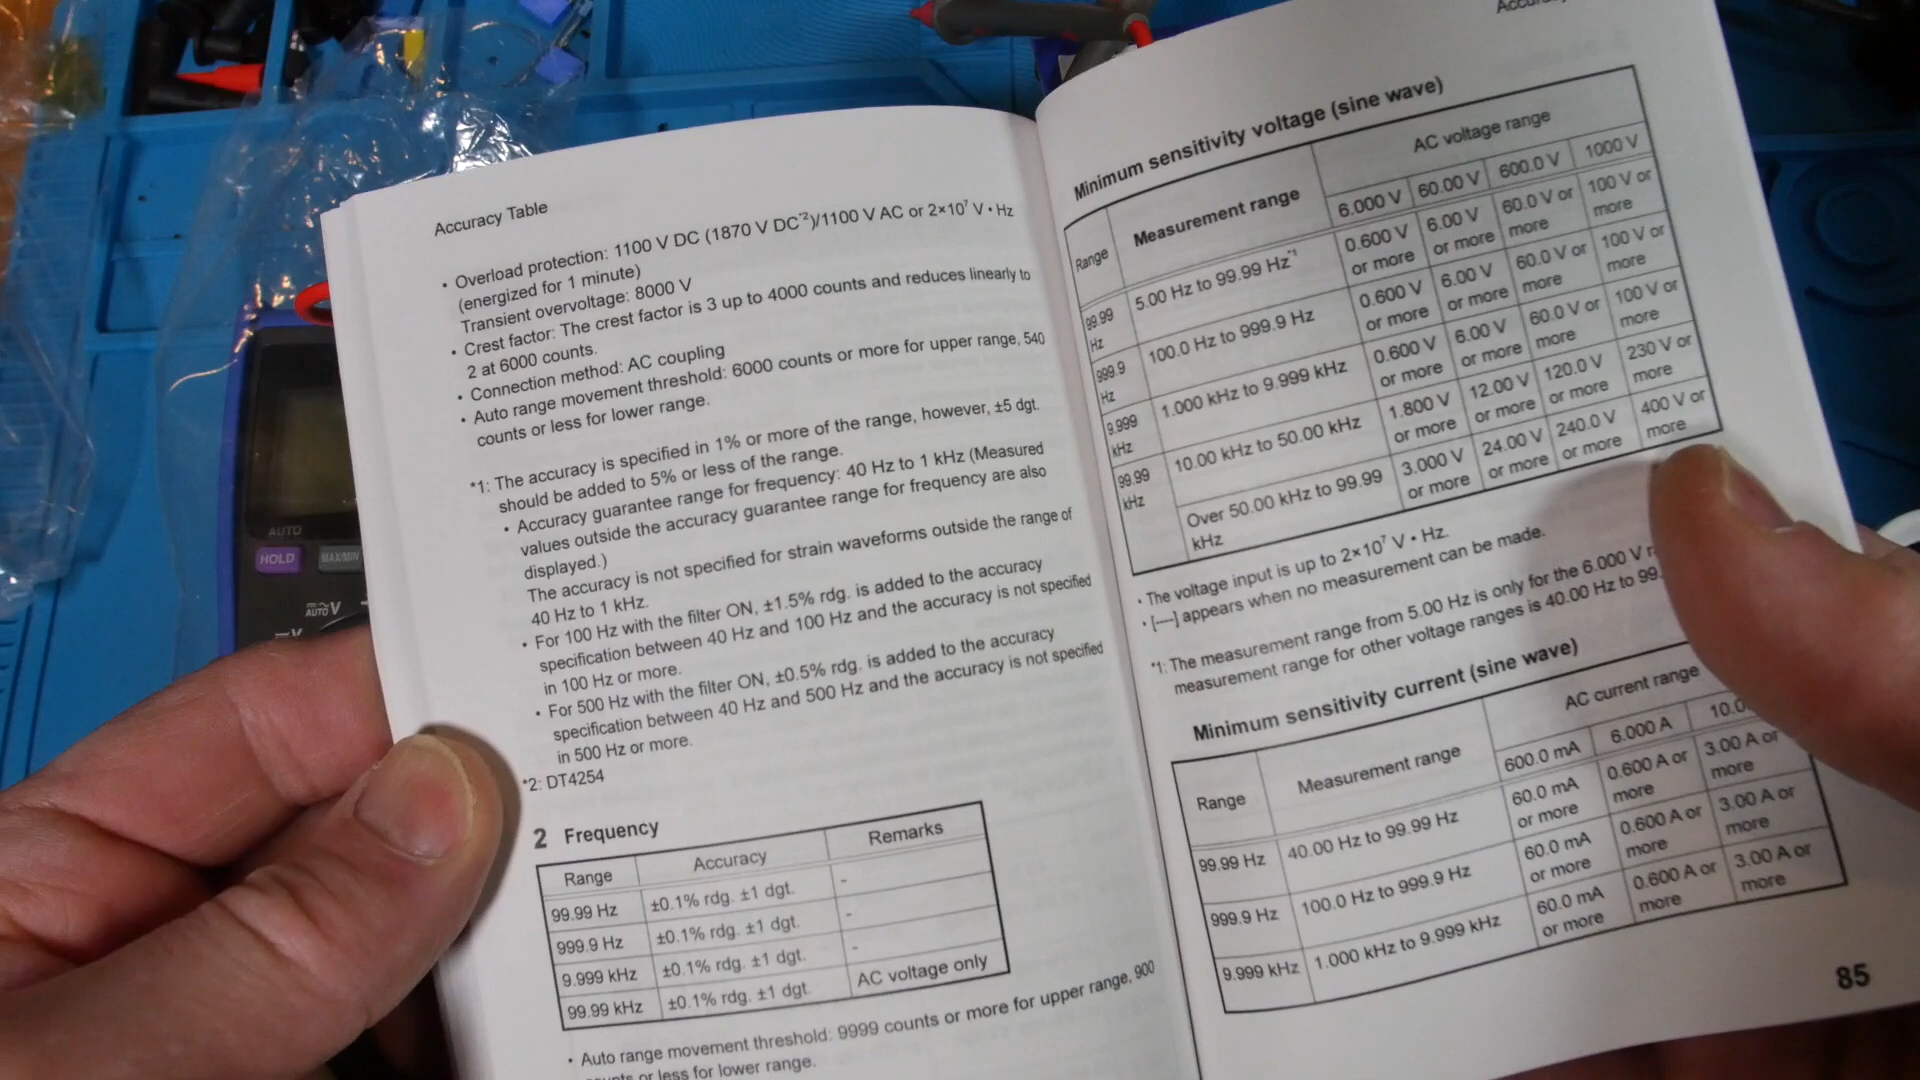 Accuracy Table
• Overload protection: 1100 V DC (1870 V DC*2)/1100 V AC or 2×10⁷ V • Hz
(energized for 1 minute)
Transient overvoltage: 8000 V
• Crest factor: The crest factor is 3 up to 4000 counts and reduces linearly to
2 at 6000 counts.
• Connection method: AC coupling
• Auto range movement threshold: 6000 counts or more for upper range, 540
counts or less for lower range.
*1: The accuracy is specified in 1% or more of the range, however, ±5 dgt.
should be added to 5% or less of the range.
• Accuracy guarantee range for frequency: 40 Hz to 1 kHz (Measured
values outside the accuracy guarantee range for frequency are also
displayed.)
The accuracy is not specified for strain waveforms outside the range of
40 Hz to 1 kHz.
• For 100 Hz with the filter ON, ±1.5% rdg. is added to the accuracy
specification between 40 Hz and 100 Hz and the accuracy is not specified
in 100 Hz or more.
• For 500 Hz with the filter ON, ±0.5% rdg. is added to the accuracy
specification between 40 Hz and 500 Hz and the accuracy is not specified
in 500 Hz or more.
*2: DT4254
2 Frequency
Range Accuracy Remarks
99.99 Hz ±0.1% rdg. ±1 dgt. -
999.9 Hz ±0.1% rdg. ±1 dgt. -
9.999 kHz ±0.1% rdg. ±1 dgt. -
99.99 kHz ±0.1% rdg. ±1 dgt. AC voltage only
• Auto range movement threshold: 9999 counts or more for upper range, 900
or less for lower range.
Minimum sensitivity voltage (sine wave)
Range Measurement range AC voltage range
6.000 V 60.00 V 600.0 V 1000 V
99.99 Hz 5.00 Hz to 99.99 Hz*1 0.600 V or more 6.00 V or more 60.0 V or more 100 V or more
999.9 Hz 100.0 Hz to 999.9 Hz 0.600 V or more 6.00 V or more 60.0 V or more 100 V or more
9.999 kHz 1.000 kHz to 9.999 kHz 0.600 V or more 6.00 V or more 60.0 V or more 100 V or more
99.99 kHz 10.00 kHz to 50.00 kHz 1.800 V or more 12.00 V or more 120.0 V or more 230 V or more
Over 50.00 kHz to 99.99 kHz 3.000 V or more 24.00 V or more 240.0 V or more 400 V or more
• The voltage input is up to 2×10⁷ V • Hz.
• [----] appears when no measurement can be made.
*1: The measurement range from 5.00 Hz is only for the 6.000 V
measurement range for other voltage ranges is 40.00 Hz to 99.
Minimum sensitivity current (sine wave)
Range Measurement range AC current range
600.0 mA 6.000 A 10.0
99.99 Hz 40.00 Hz to 99.99 Hz 60.0 mA or more 0.600 A or more 3.00 A or more
999.9 Hz 100.0 Hz to 999.9 Hz 60.0 mA or more 0.600 A or more 3.00 A or more
9.999 kHz 1.000 kHz to 9.999 kHz 60.0 mA or more 0.600 A or more 3.00 A or more
85
AUTO
HOLD MAX/MIN
AUTO V
V